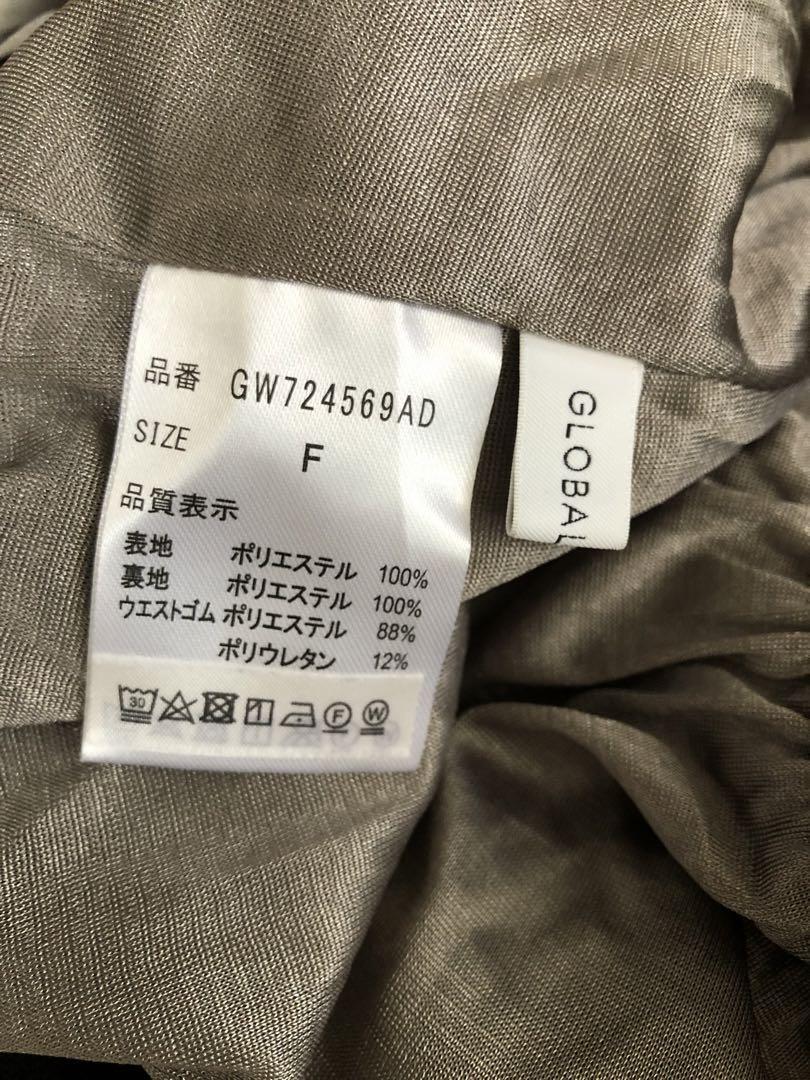 品番 GW724569AD
SIZE F
品質表示
表地 ポリエステル 100%
裏地 ポリエステル 100%
ウエストゴム ポリエステル 88%
ポリウレタン 12%
30 F W
GLOBAL